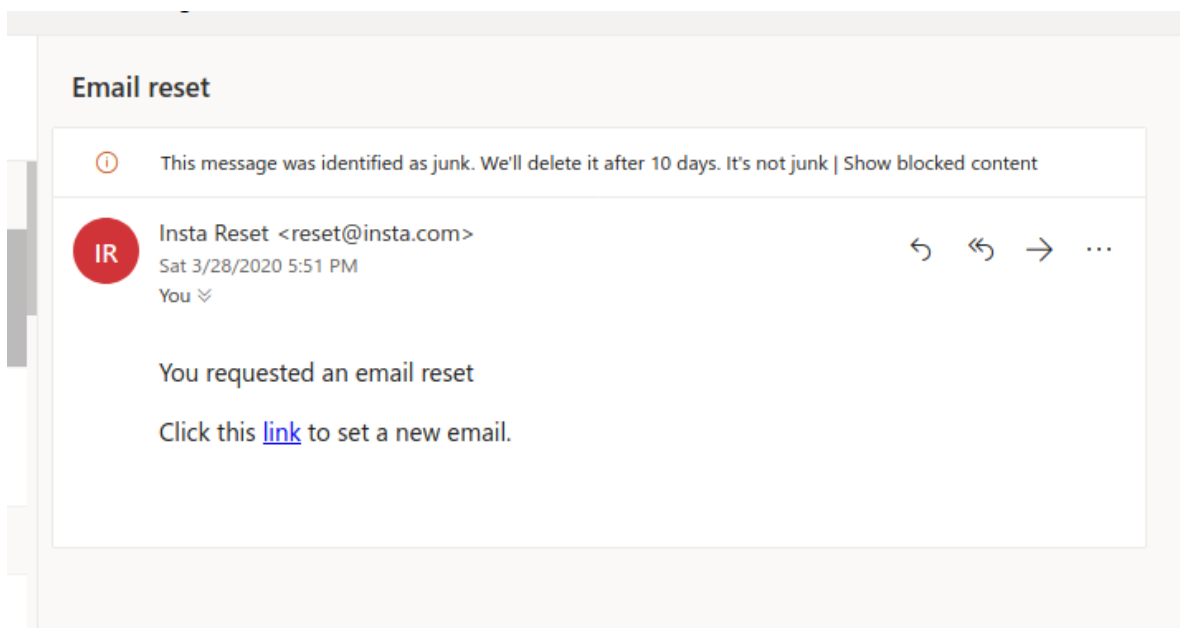 Email reset
This message was identified as junk. We'll delete it after 10 days. It's not junk | Show blocked content
IR
Insta Reset <reset@insta.com>
Sat 3/28/2020 5:51 PM
You
You requested an email reset
Click this link to set a new email.